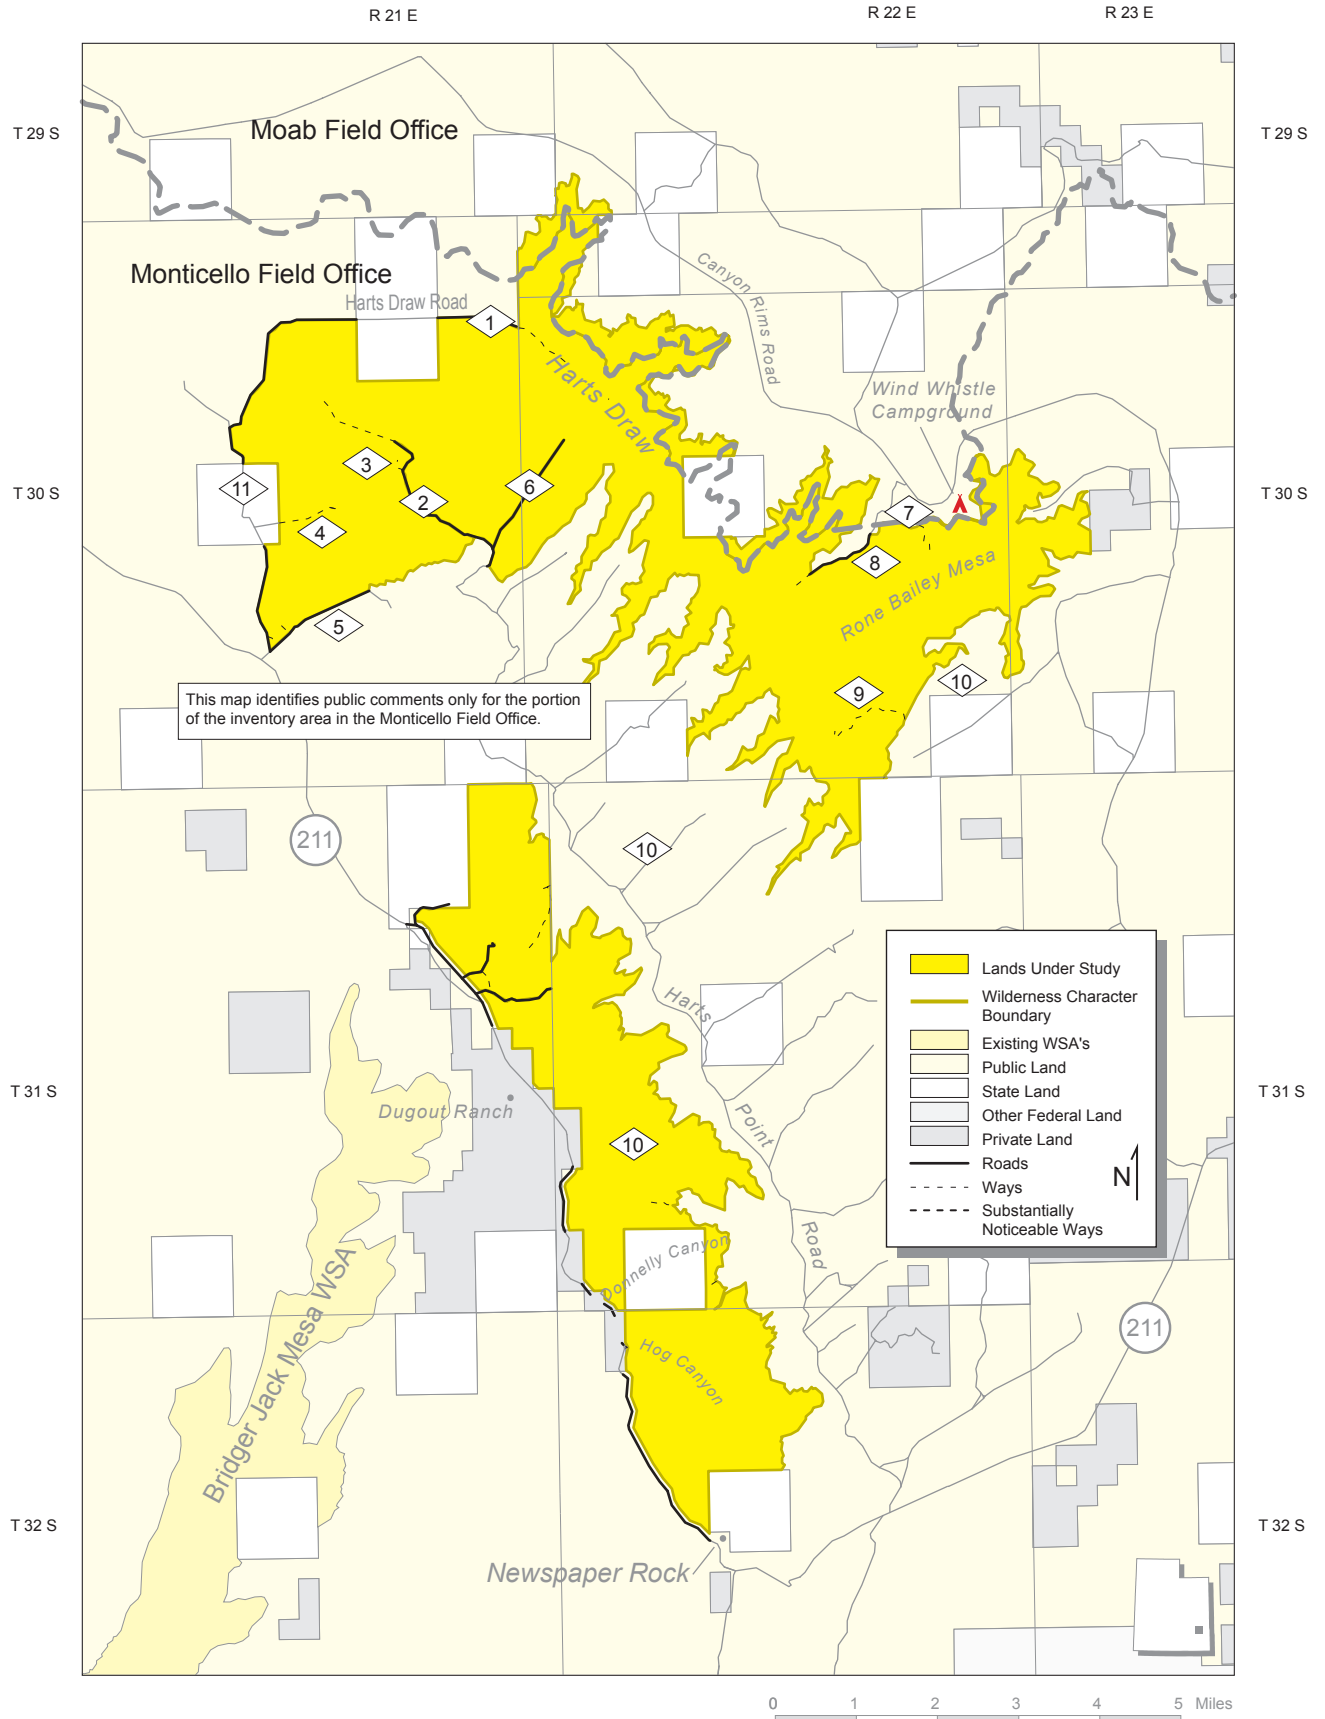 R 21 E
R 22 E
R 23 E
T 29 S
Moab Field Office
T 29 S
Monticello Field Office
Harts Draw Road
1
Canyon Rims Road
Harts Draw
Wind Whistle
Campground
3
11
2
6
T 30 S
T 30 S
7
4
8
Rone Bailey Mesa
5
9
10
This map identifies public comments only for the portion
of the inventory area in the Monticello Field Office.
211
10
Harts
Point
Road
Lands Under Study
Wilderness Character
Boundary
Existing WSA's
Public Land
State Land
Other Federal Land
Private Land
Roads
Ways
Substantially
Noticeable Ways
N
T 31 S
T 31 S
Dugout Ranch
10
Donnelly Canyon
Bridger Jack Mesa WSA
Hog Canyon
211
T 32 S
T 32 S
Newspaper Rock
0 1 2 3 4 5 Miles